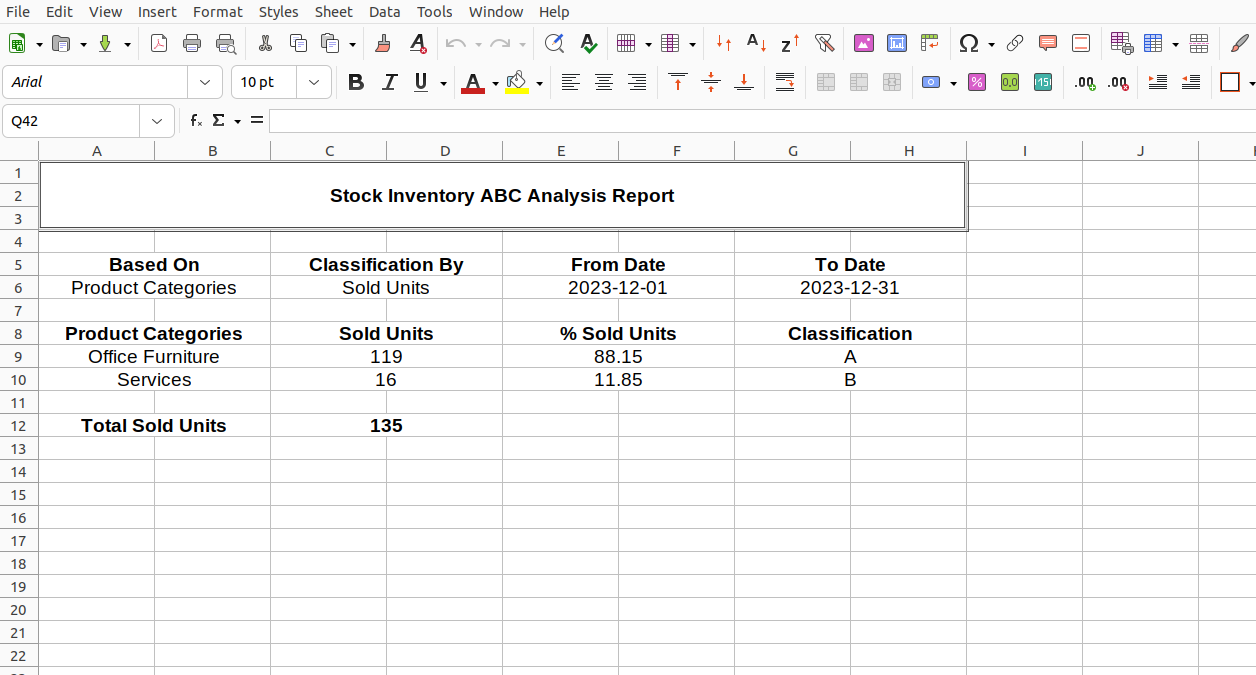 File Edit View Insert Format Styles Sheet Data Tools Window Help
Arial 10 pt
Q42
A B C D E F G H I J
1
2 Stock Inventory ABC Analysis Report
3
4
5 Based On Classification By From Date To Date
6 Product Categories Sold Units 2023-12-01 2023-12-31
7
8 Product Categories Sold Units % Sold Units Classification
9 Office Furniture 119 88.15 A
10 Services 16 11.85 B
11
12 Total Sold Units 135
13
14
15
16
17
18
19
20
21
22